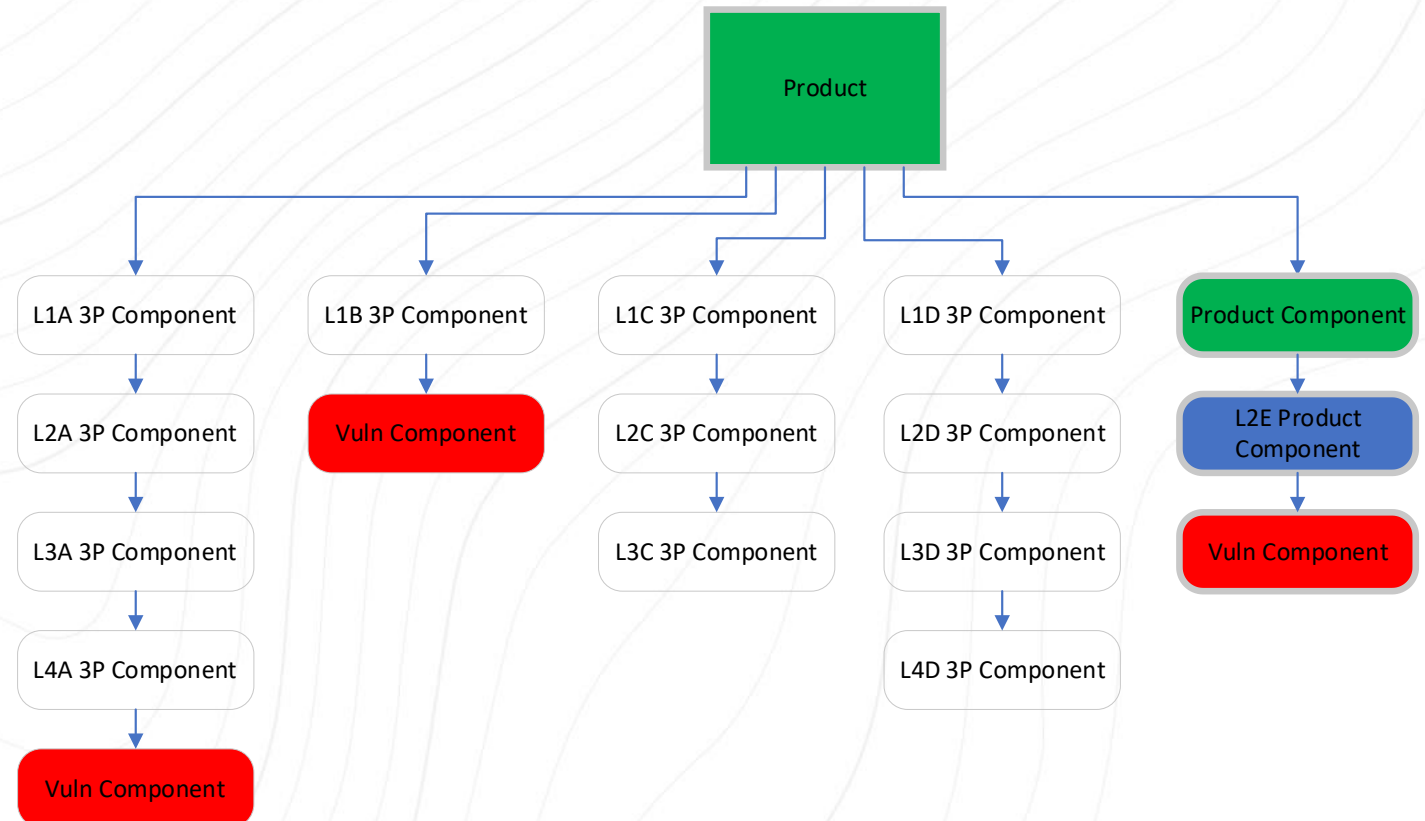 Product
L1A 3P Component
L1B 3P Component
L1C 3P Component
L1D 3P Component
Product Component
L2A 3P Component
Vuln Component
L2C 3P Component
L2D 3P Component
L2E Product
Component
L3A 3P Component
L3C 3P Component
L3D 3P Component
Vuln Component
L4A 3P Component
L4D 3P Component
Vuln Component